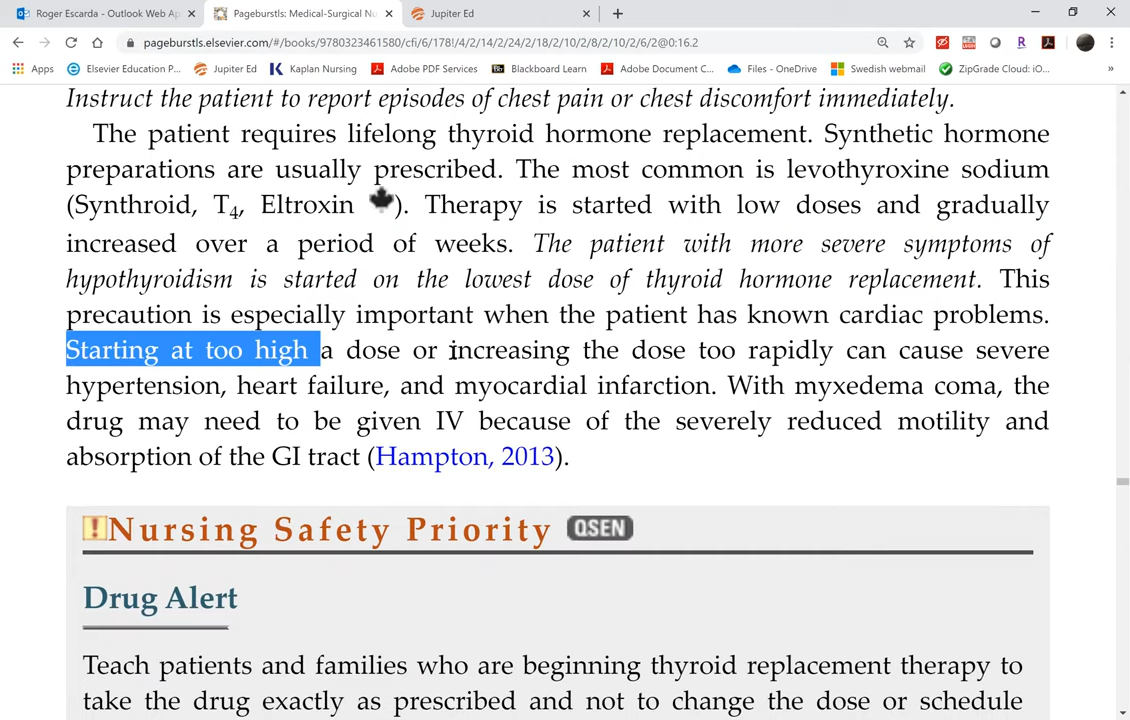 Roger Escarda - Outlook Web Ap
Pageburstls: Medical-Surgical Nu
Jupiter Ed
pageburstls.elsevier.com/#/books/9780323461580/cfi/6/178!/4/2/14/2/24/2/18/2/10/2/8/2/10/2/6/2@0:16.2
Apps
Elsevier Education P...
Jupiter Ed
Kaplan Nursing
Adobe PDF Services
Blackboard Learn
Adobe Document C...
Files - OneDrive
Swedish webmail
ZipGrade Cloud: iO...
»
Instruct the patient to report episodes of chest pain or chest discomfort immediately.
The patient requires lifelong thyroid hormone replacement. Synthetic hormone
preparations are usually prescribed. The most common is levothyroxine sodium
(Synthroid, T4, Eltroxin ). Therapy is started with low doses and gradually
increased over a period of weeks. The patient with more severe symptoms of
hypothyroidism is started on the lowest dose of thyroid hormone replacement. This
precaution is especially important when the patient has known cardiac problems.
Starting at too high a dose or increasing the dose too rapidly can cause severe
hypertension, heart failure, and myocardial infarction. With myxedema coma, the
drug may need to be given IV because of the severely reduced motility and
absorption of the GI tract (Hampton, 2013).
! Nursing Safety Priority QSEN
Drug Alert
Teach patients and families who are beginning thyroid replacement therapy to
take the drug exactly as prescribed and not to change the dose or schedule